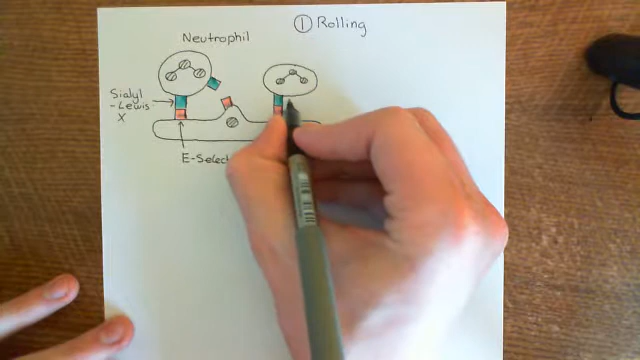 ① Rolling
Neutrophil
Sialyl
-Lewis
X